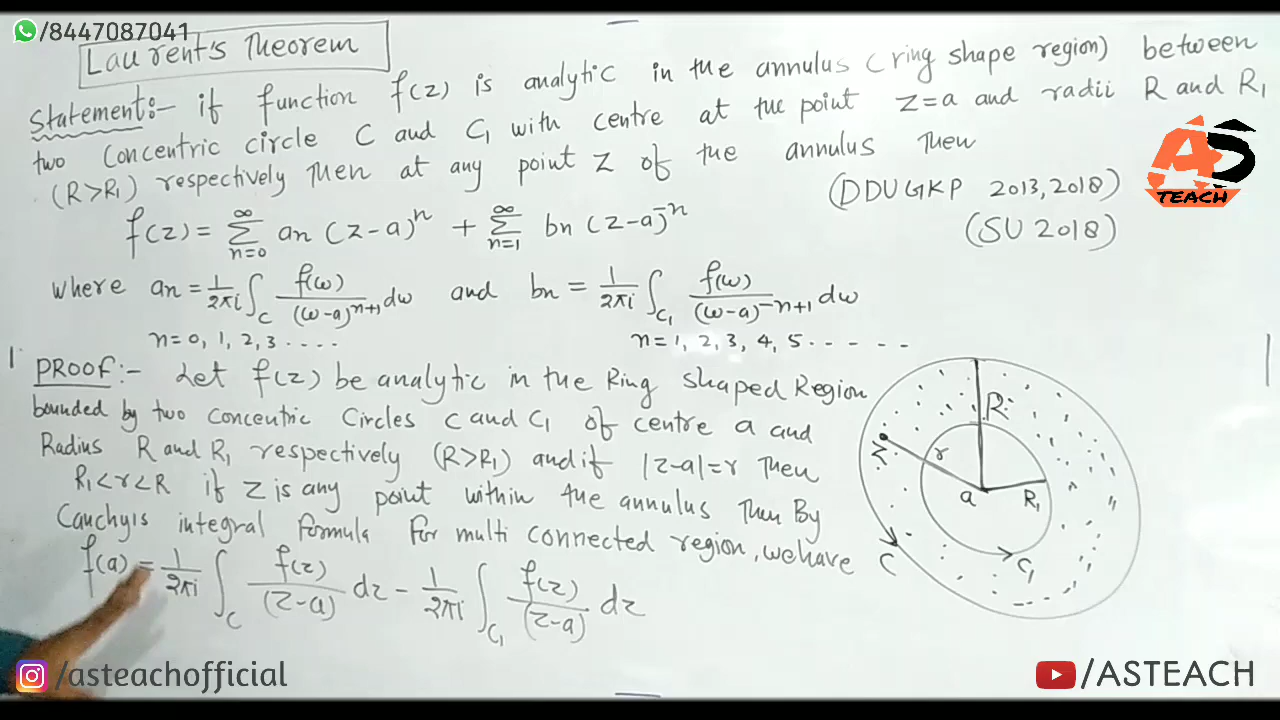 /8447087041
Laurent's Theorem
Statement:- if function f(z) is analytic in the annulus (ring shape region) between
two concentric circle C and C₁ with centre at the point z=a and radii R and R₁
(R>R₁) respectively Then at any point z of the annulus Then
(DDUGKP 2013, 2018)
(SU 2018)
AS
TEACH
f(z) = ∞∑n=0 an (z-a)ⁿ + ∞∑n=1 bn (z-a)⁻ⁿ
where an = 1/2πi ∫C f(ω)/(ω-a)ⁿ⁺¹ dω and bn = 1/2πi ∫C₁ f(ω)/(ω-a)⁻ⁿ⁺¹ dω
n=0, 1, 2, 3 .... n=1, 2, 3, 4, 5 .....
PROOF:- Let f(z) be analytic in the Ring shaped Region
bounded by two concentric circles C and C₁ of centre a and
Radius R and R₁ respectively (R>R₁) and if |z-a|=r Then
R₁<r<R if z is any point within the annulus Then By
Cauchy's integral formula for multi connected region, we have
f(a) = 1/2πi ∫C f(z)/(z-a) dz - 1/2πi ∫C₁ f(z)/(z-a) dz
R
z
r
a
R₁
C
C₁
/asteachofficial
/ASTEACH